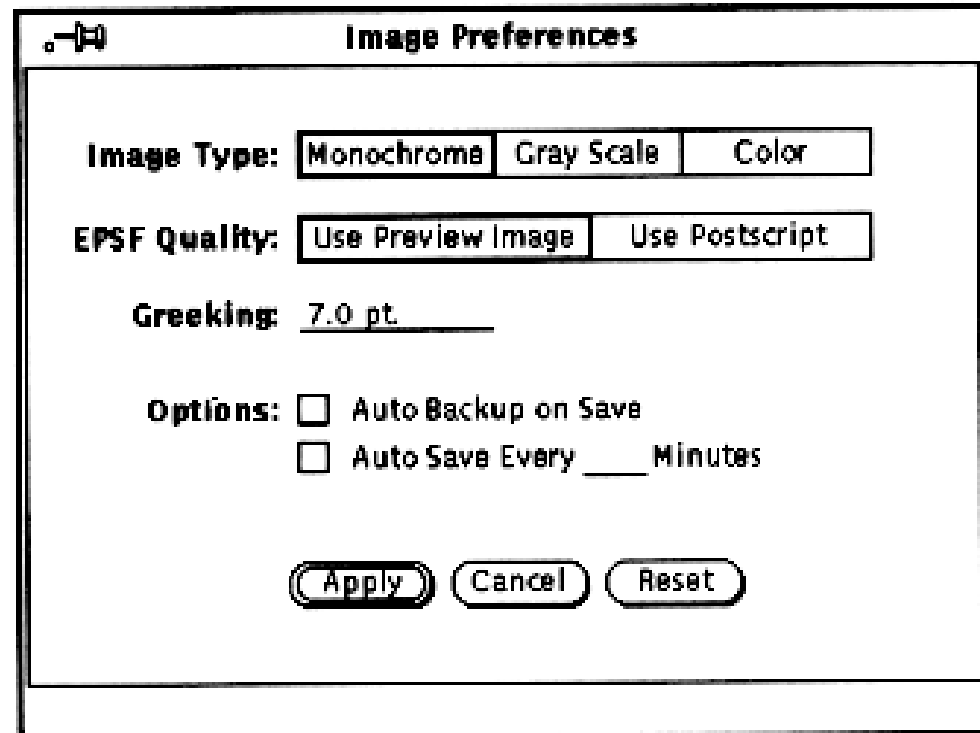 Image Preferences
Image Type: Monochrome Gray Scale Color
EPSF Quality: Use Preview Image Use Postscript
Greeking: 7.0 pt.
Options: Auto Backup on Save
Auto Save Every ____ Minutes
Apply Cancel Reset